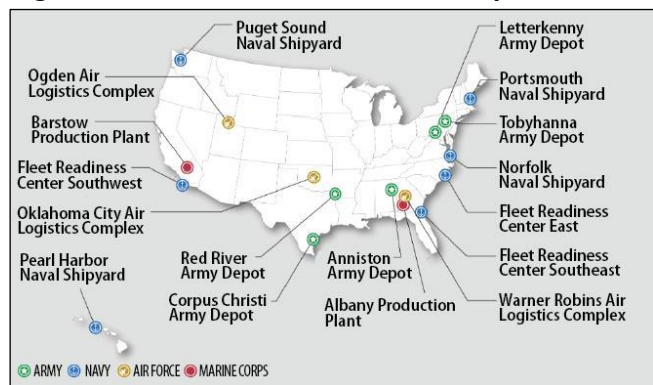 Puget Sound
Naval Shipyard
Letterkenny
Army Depot
Ogden Air
Logistics Complex
Portsmouth
Naval Shipyard
Barstow
Production Plant
Tobyhanna
Army Depot
Fleet Readiness
Center Southwest
Norfolk
Naval Shipyard
Oklahoma City Air
Logistics Complex
Fleet Readiness
Center East
Pearl Harbor
Naval Shipyard
Red River
Army Depot
Anniston
Army Depot
Fleet Readiness
Center Southeast
Corpus Christi
Army Depot
Albany Production
Plant
Warner Robins Air
Logistics Complex
ARMY NAVY AIR FORCE MARINE CORPS